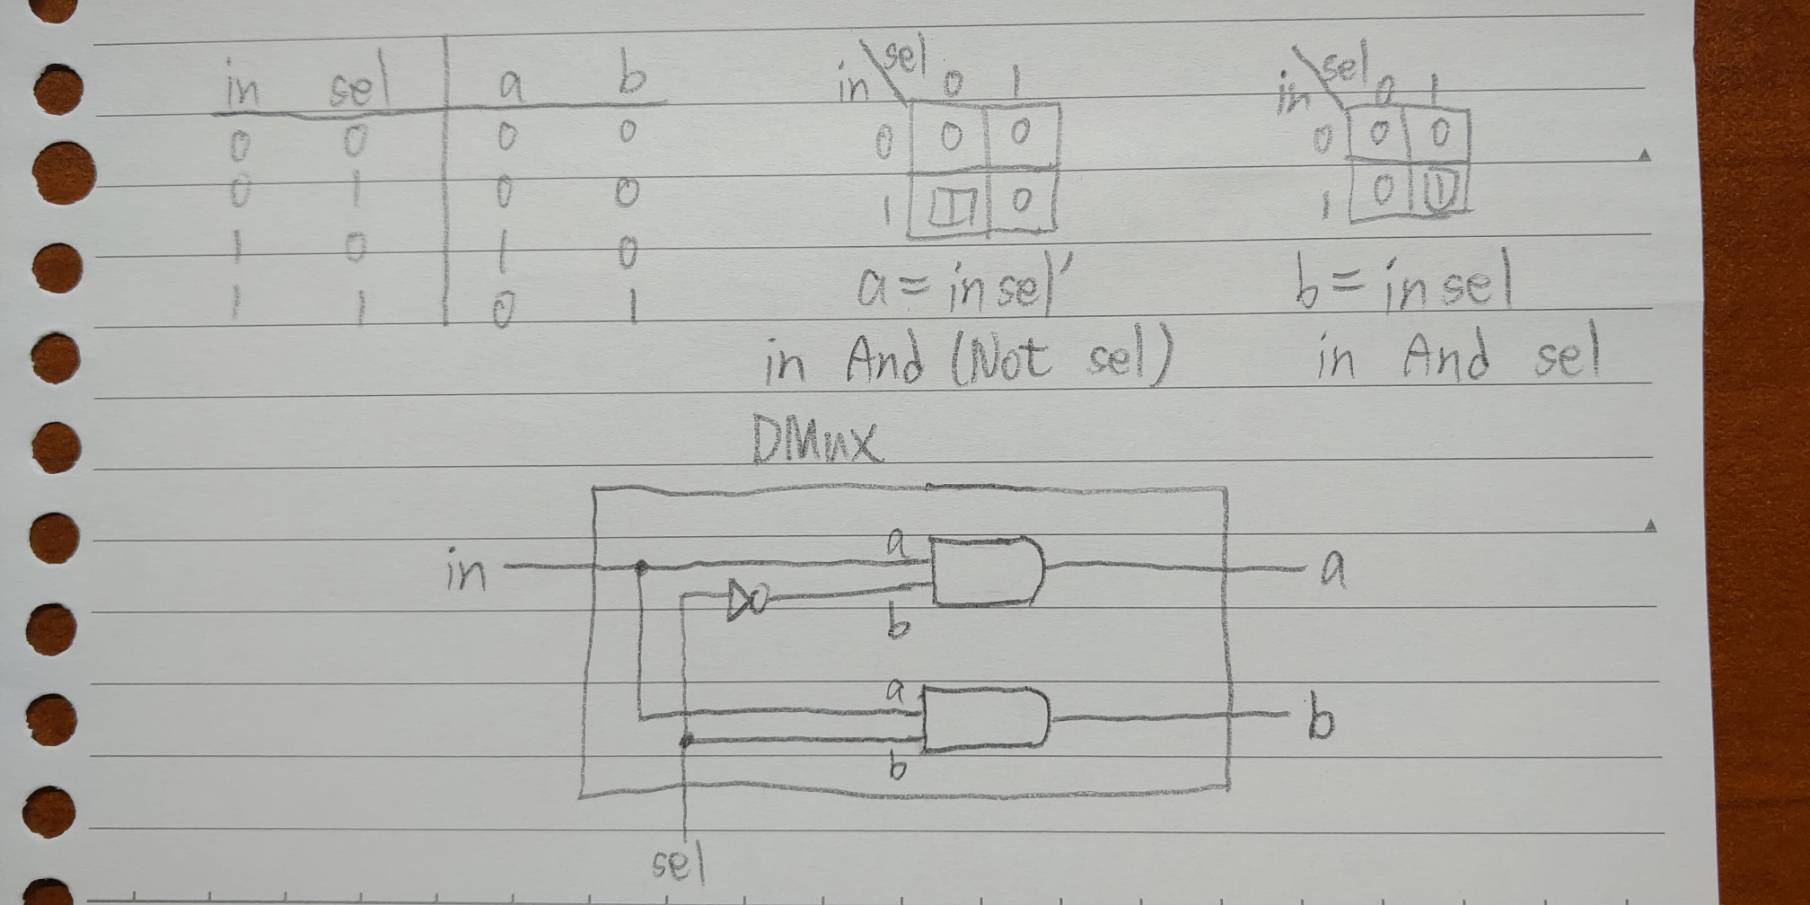 in sel a b
0 0 0 0
0 1 0 0
1 0 1 0
1 1 0 1
in sel 0 1
0 0 0
1 1 0
a = in sel'
in And (Not sel)
in sel 0 1
0 0 0
1 0 1
b = in sel
in And sel
DMux
in a a
b
a
b b
sel